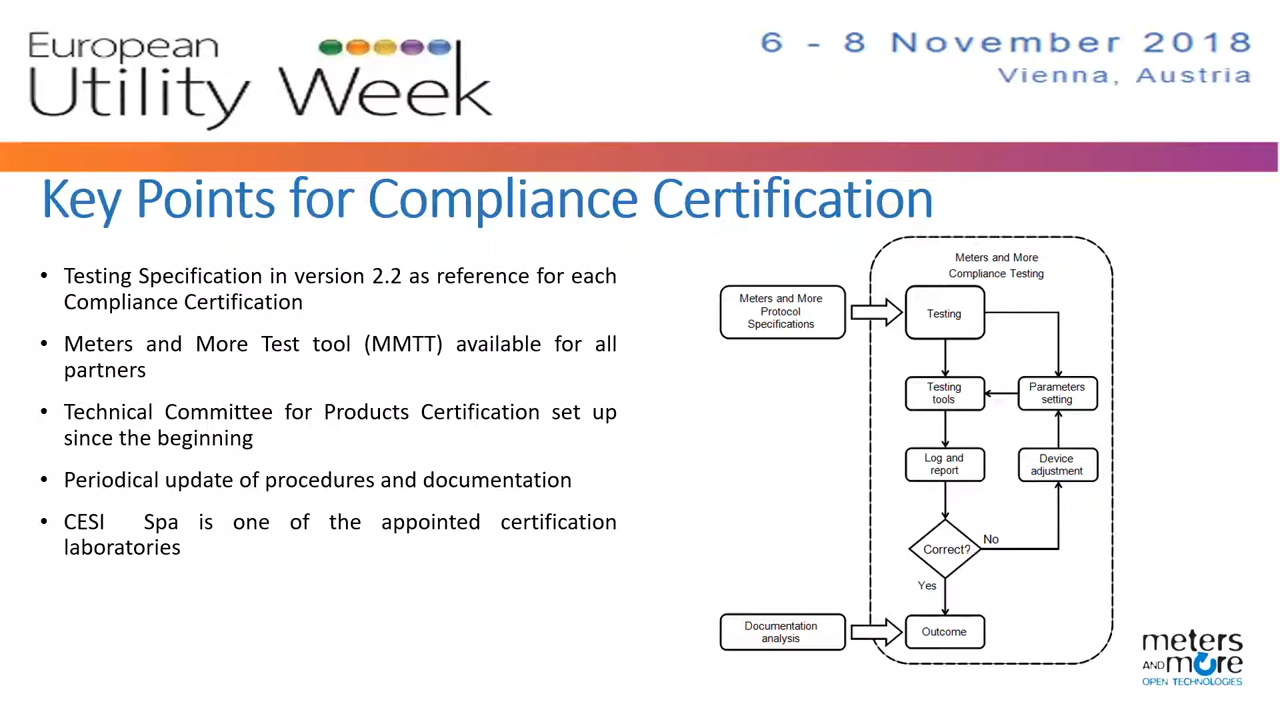 European
Utility Week
6 - 8 November 2018
Vienna, Austria
Key Points for Compliance Certification
• Testing Specification in version 2.2 as reference for each
Compliance Certification
• Meters and More Test tool (MMTT) available for all
partners
• Technical Committee for Products Certification set up
since the beginning
• Periodical update of procedures and documentation
• CESI Spa is one of the appointed certification
laboratories
Meters and More
Compliance Testing
Meters and More
Protocol
Specifications
Testing
Testing
tools
Parameters
setting
Log and
report
Device
adjustment
Correct?
No
Yes
Documentation
analysis
Outcome
meters
AND more
OPEN TECHNOLOGIES